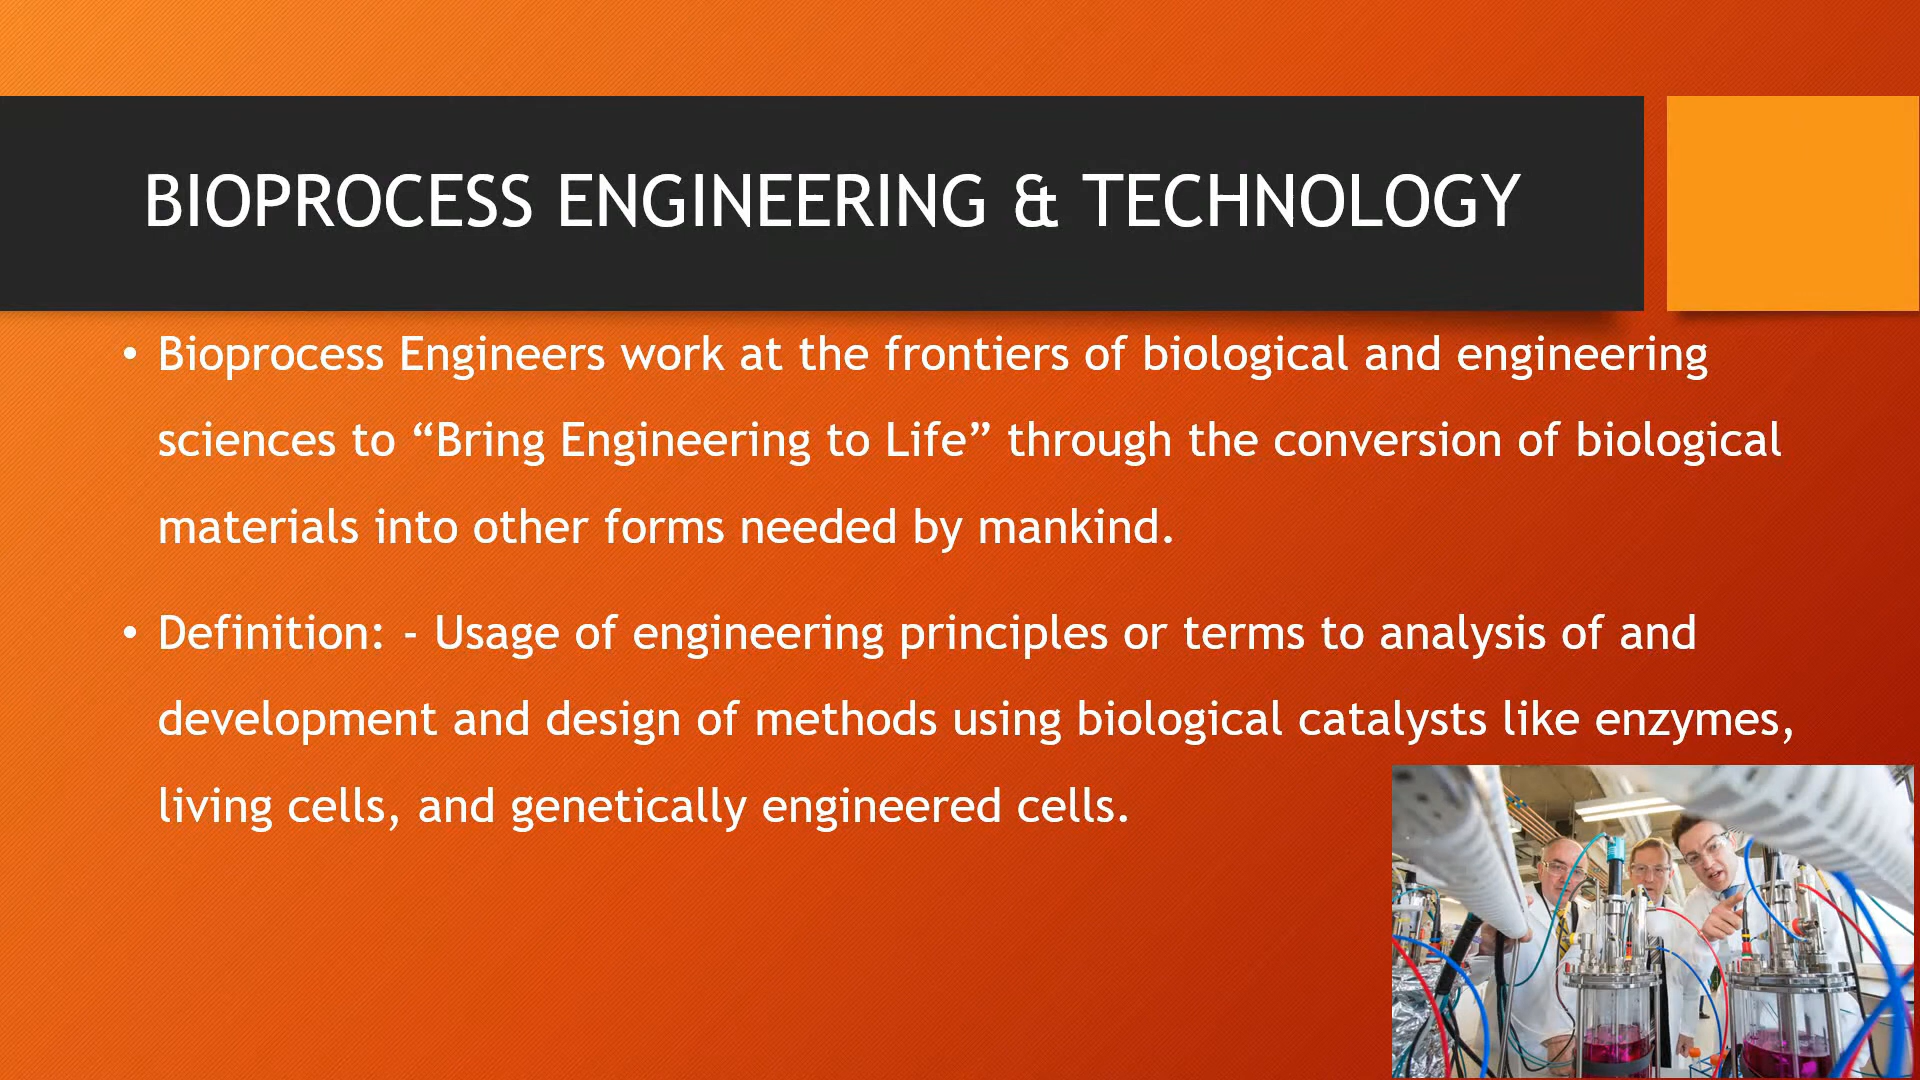 BIOPROCESS ENGINEERING & TECHNOLOGY
• Bioprocess Engineers work at the frontiers of biological and engineering
sciences to “Bring Engineering to Life” through the conversion of biological
materials into other forms needed by mankind.
• Definition: - Usage of engineering principles or terms to analysis of and
development and design of methods using biological catalysts like enzymes,
living cells, and genetically engineered cells.